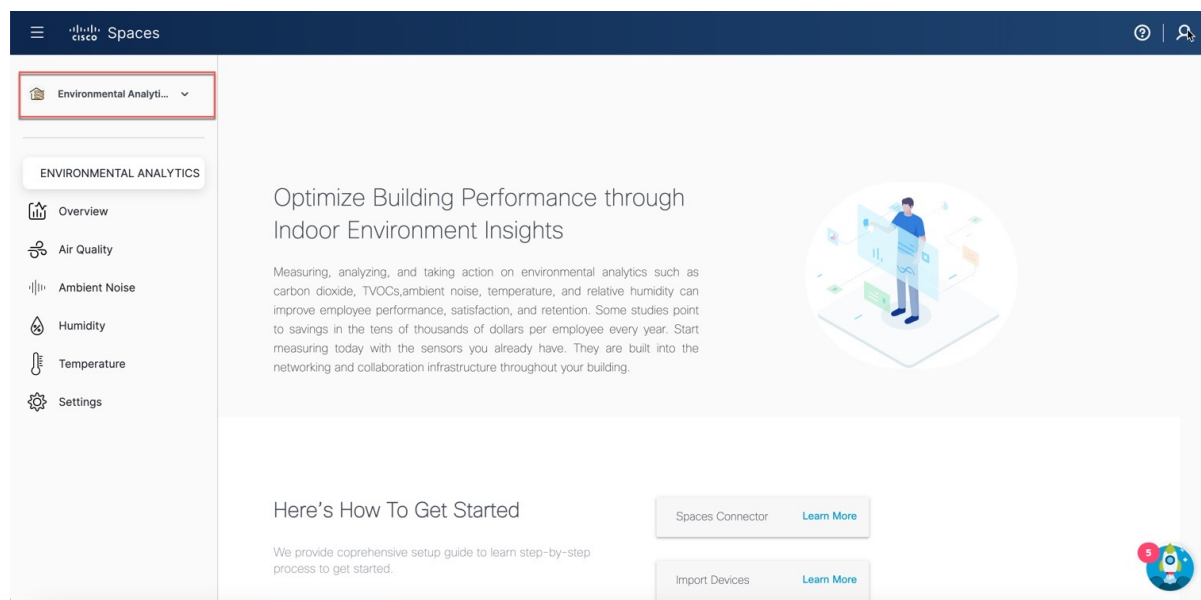 cisco Spaces
Environmental Analyti...
ENVIRONMENTAL ANALYTICS
Overview
Air Quality
Ambient Noise
Humidity
Temperature
Settings
Optimize Building Performance through
Indoor Environment Insights
Measuring, analyzing, and taking action on environmental analytics such as
carbon dioxide, TVOCs,ambient noise, temperature, and relative humidity can
improve employee performance, satisfaction, and retention. Some studies point
to savings in the tens of thousands of dollars per employee every year. Start
measuring today with the sensors you already have. They are built into the
networking and collaboration infrastructure throughout your building.
Here's How To Get Started
We provide coprehensive setup guide to learn step-by-step
process to get started.
Spaces Connector Learn More
Import Devices Learn More
5